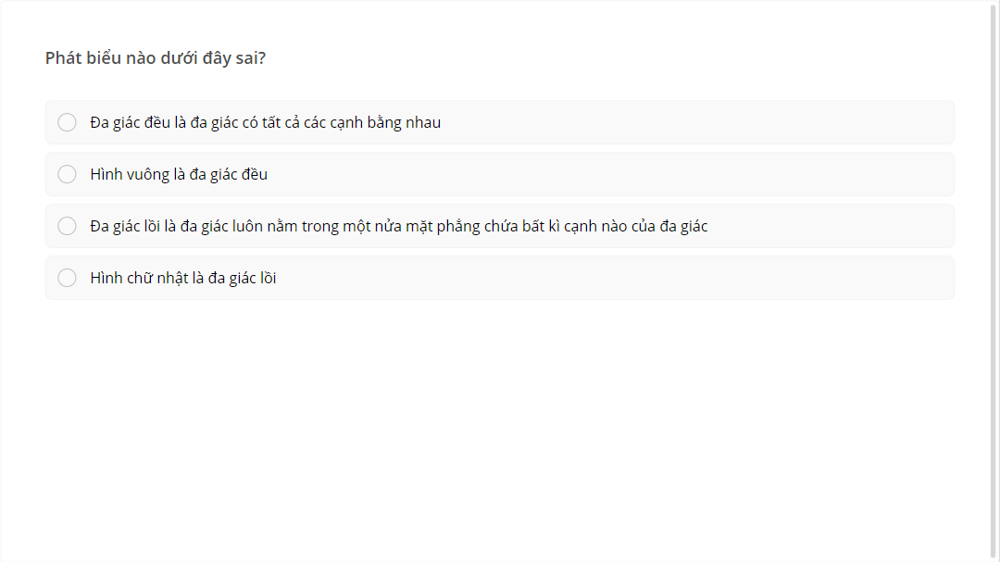 Phát biểu nào dưới đây sai?
Đa giác đều là đa giác có tất cả các cạnh bằng nhau
Hình vuông là đa giác đều
Đa giác lồi là đa giác luôn nằm trong một nửa mặt phẳng chứa bất kì cạnh nào của đa giác
Hình chữ nhật là đa giác lồi